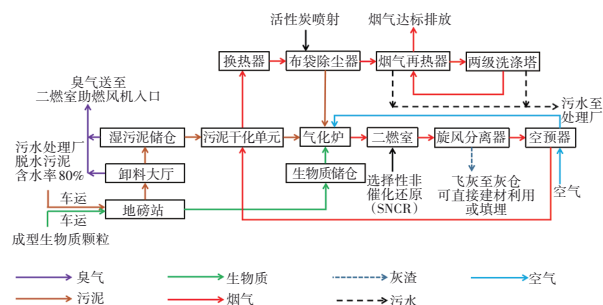 活性炭喷射
烟气达标排放
换热器
布袋除尘器
烟气再热器
两级洗涤塔
臭气送至
二燃室助燃风机入口
污水至
处理厂
湿污泥储仓
污泥干化单元
气化炉
二燃室
旋风分离器
空预器
污水处理厂
脱水污泥
含水率80%
卸料大厅
生物质储仓
选择性非
催化还原
(SNCR)
飞灰至灰仓
可直接建材利用
或填埋
空气
车运
车运
地磅站
成型生物质颗粒
臭气
生物质
灰渣
空气
污泥
烟气
污水